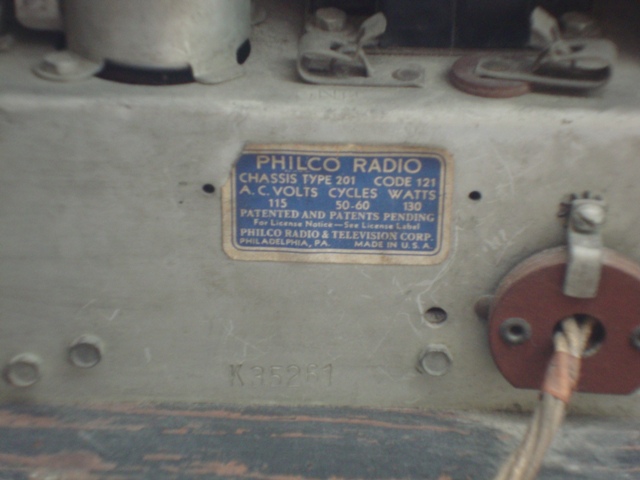 PHILCO RADIO
CHASSIS TYPE 201 CODE 121
A.C. VOLTS CYCLES WATTS
115 50-60 130
PATENTED AND PATENTS PENDING
For License Notice—See License Label
PHILCO RADIO & TELEVISION CORP.
PHILADELPHIA, PA. MADE IN U.S.A.
K35261